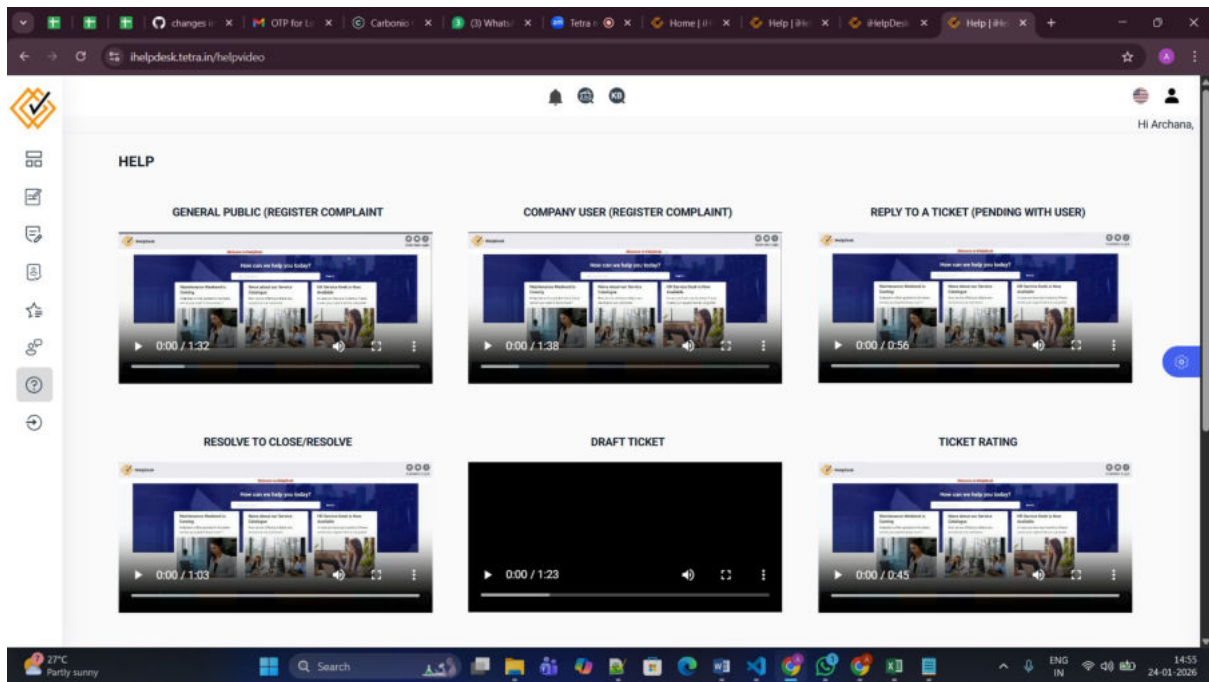 changes in
OTP for Lo
Carbonio
(3) Whats
Tetra
Home | iH
Help | iHe
iHelpDesk
Help | iHe
ihelpdesk.tetra.in/helpvideo
A
KB
Hi Archana,
HELP
GENERAL PUBLIC (REGISTER COMPLAINT
COMPANY USER (REGISTER COMPLAINT)
REPLY TO A TICKET (PENDING WITH USER)
How can we help you today?
How can we help you today?
How can we help you today?
0:00 / 1:32
0:00 / 1:38
0:00 / 0:56
RESOLVE TO CLOSE/RESOLVE
DRAFT TICKET
TICKET RATING
How can we help you today?
How can we help you today?
0:00 / 1:03
0:00 / 1:23
0:00 / 0:45
27°C
Partly sunny
Search
ENG
IN
14:55
24-01-2026